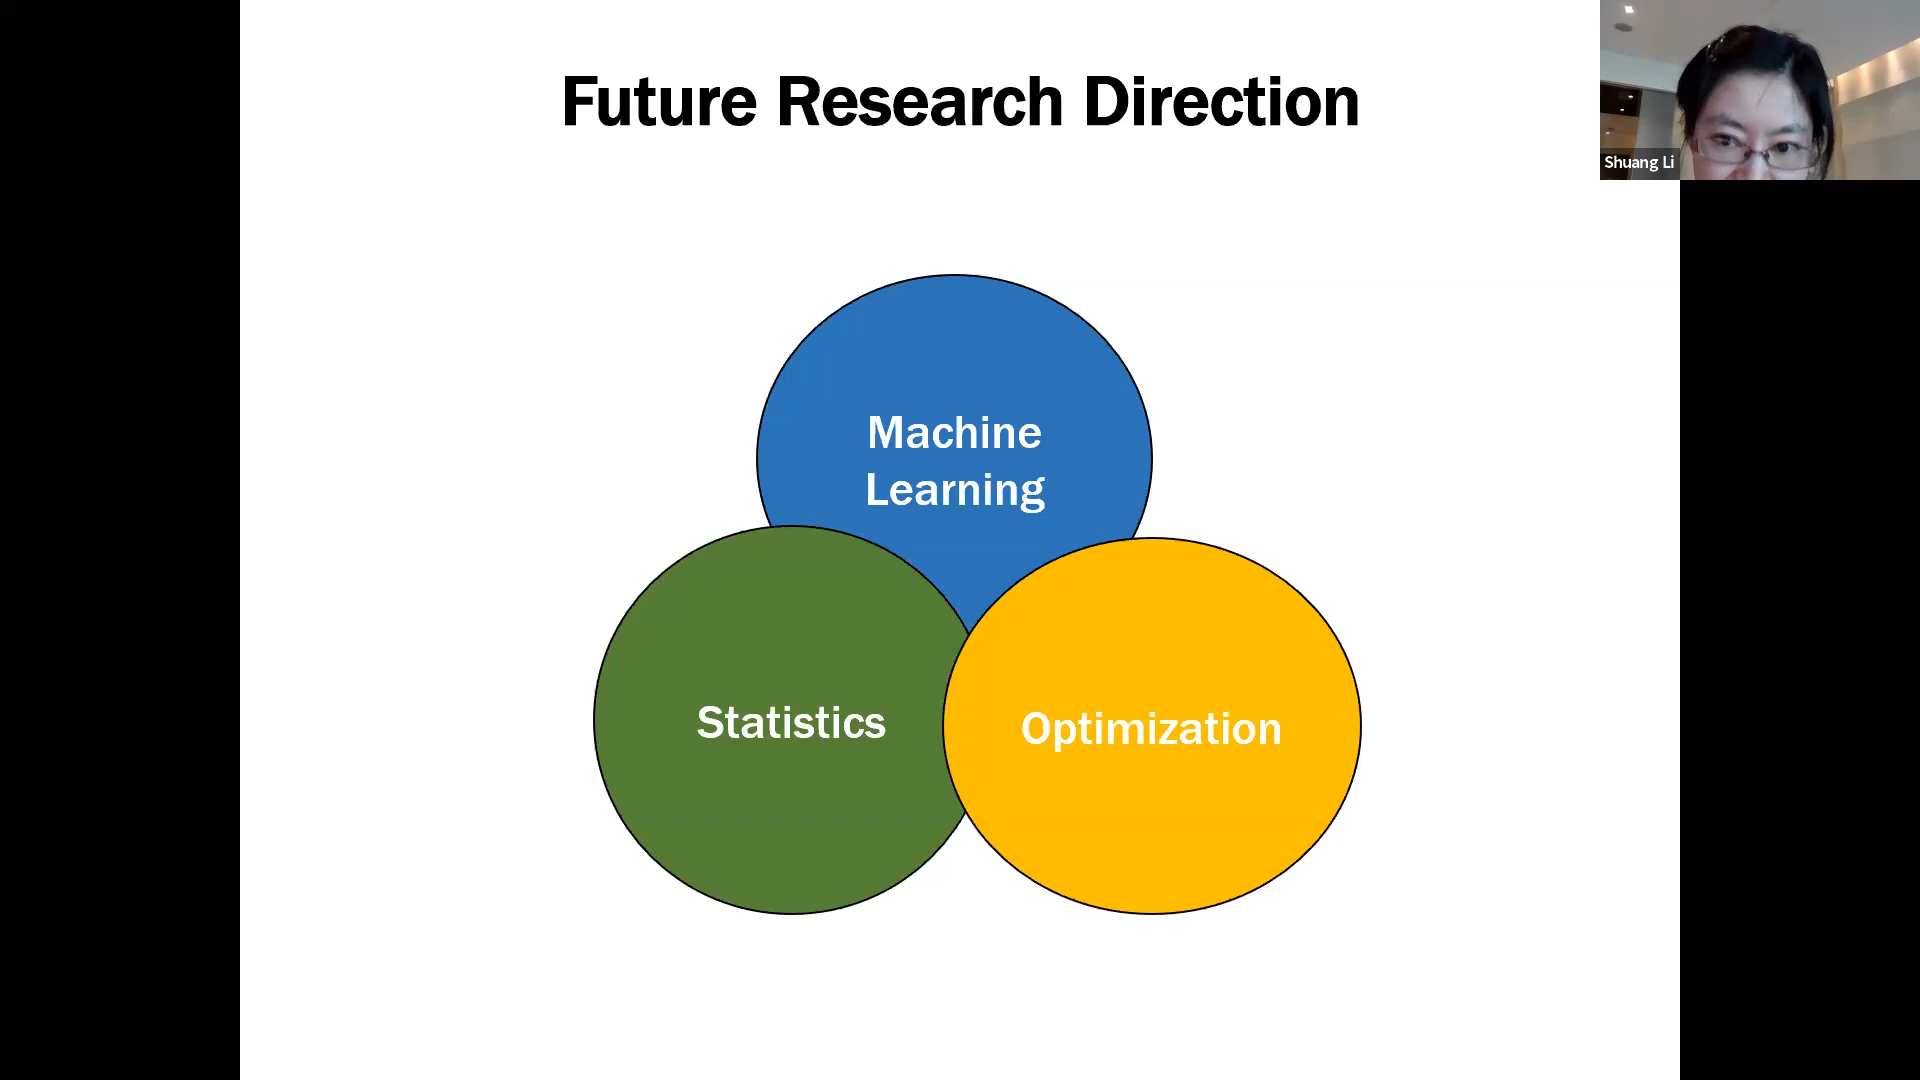 Future Research Direction
Shuang Li
Machine
Learning
Statistics
Optimization